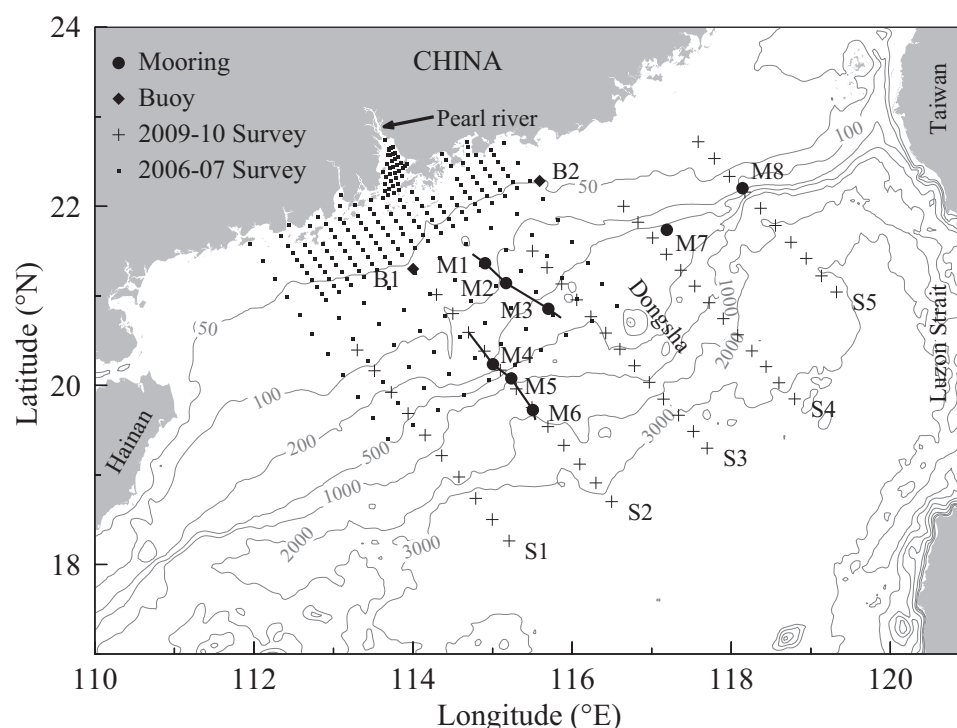 24
22
20
18
Latitude (°N)
Mooring
Buoy
2009-10 Survey
2006-07 Survey
CHINA
Pearl river
Taiwan
Hainan
Dongsha
Luzon Strait
B2
B1
M8
M7
M1
M2
M3
M4
M5
M6
S5
S4
S3
S2
S1
100
50
50
100
200
500
1000
2000
3000
1000
2000
3000
110
112
114
116
118
120
Longitude (°E)